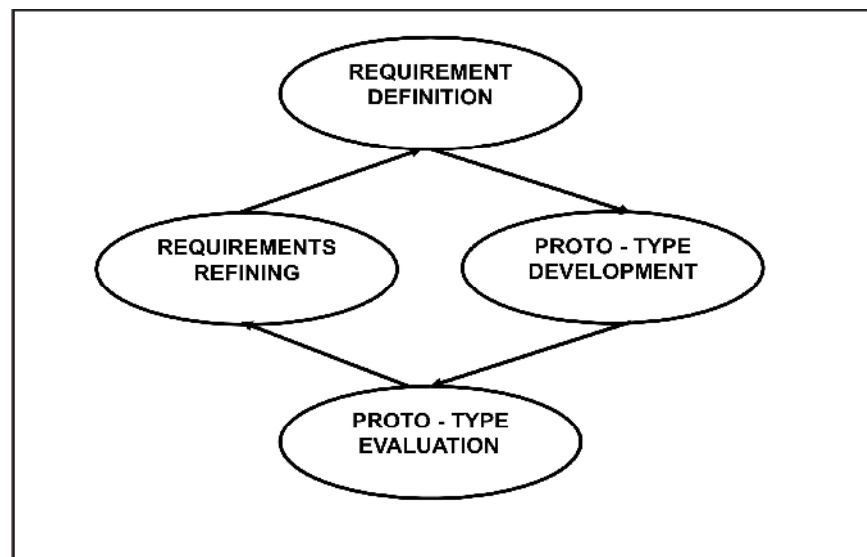 REQUIREMENT
DEFINITION
REQUIREMENTS
REFINING
PROTO - TYPE
DEVELOPMENT
PROTO - TYPE
EVALUATION